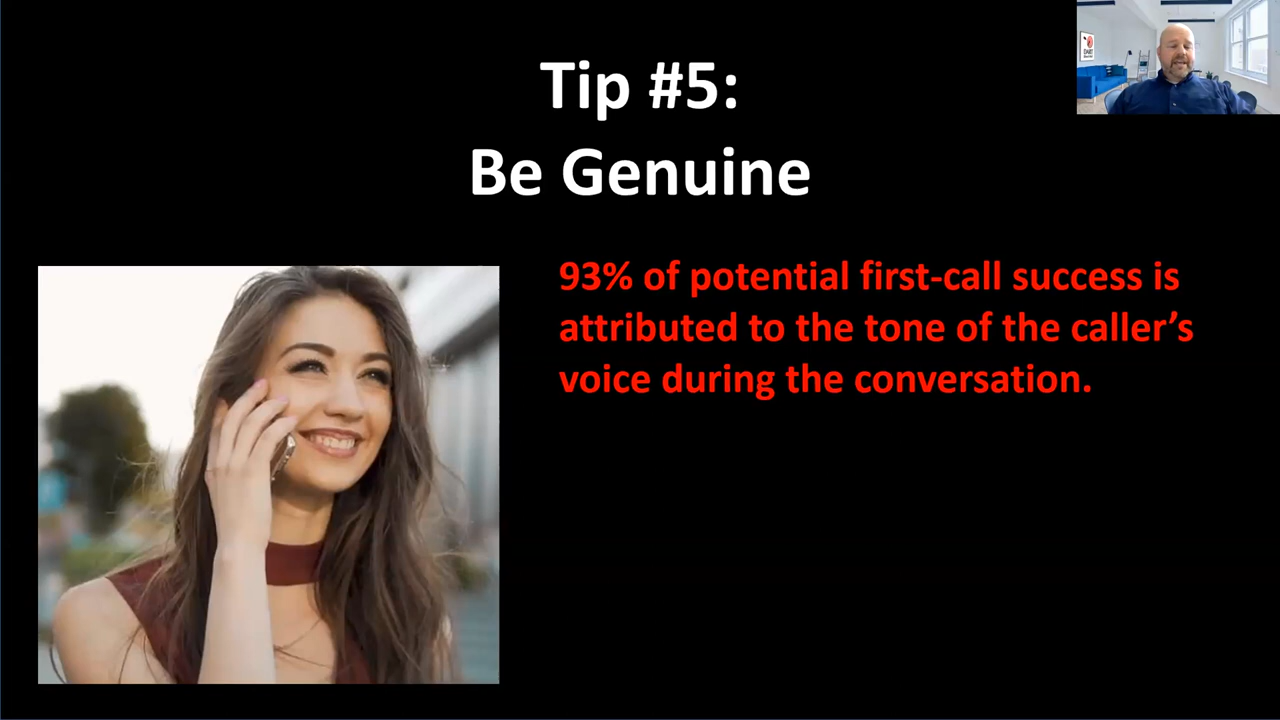 Tip #5:
Be Genuine
93% of potential first-call success is
attributed to the tone of the caller’s
voice during the conversation.